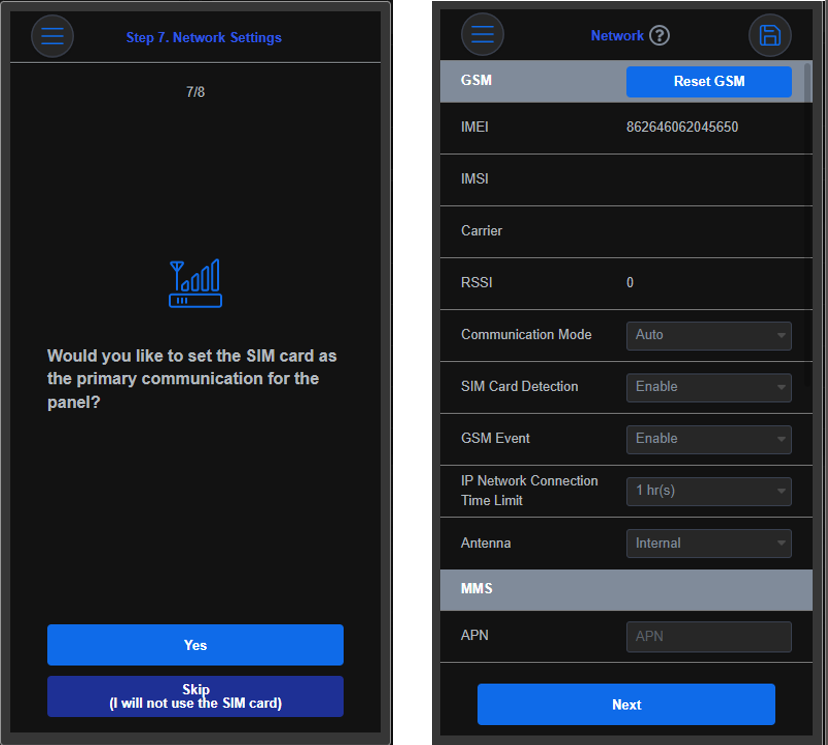 Step 7. Network Settings
7/8
Would you like to set the SIM card as
the primary communication for the
panel?
Yes
Skip
(I will not use the SIM card)
Network ?
GSM Reset GSM
IMEI 862646062045650
IMSI
Carrier
RSSI 0
Communication Mode Auto
SIM Card Detection Enable
GSM Event Enable
IP Network Connection
Time Limit 1 hr(s)
Antenna Internal
MMS
APN APN
Next